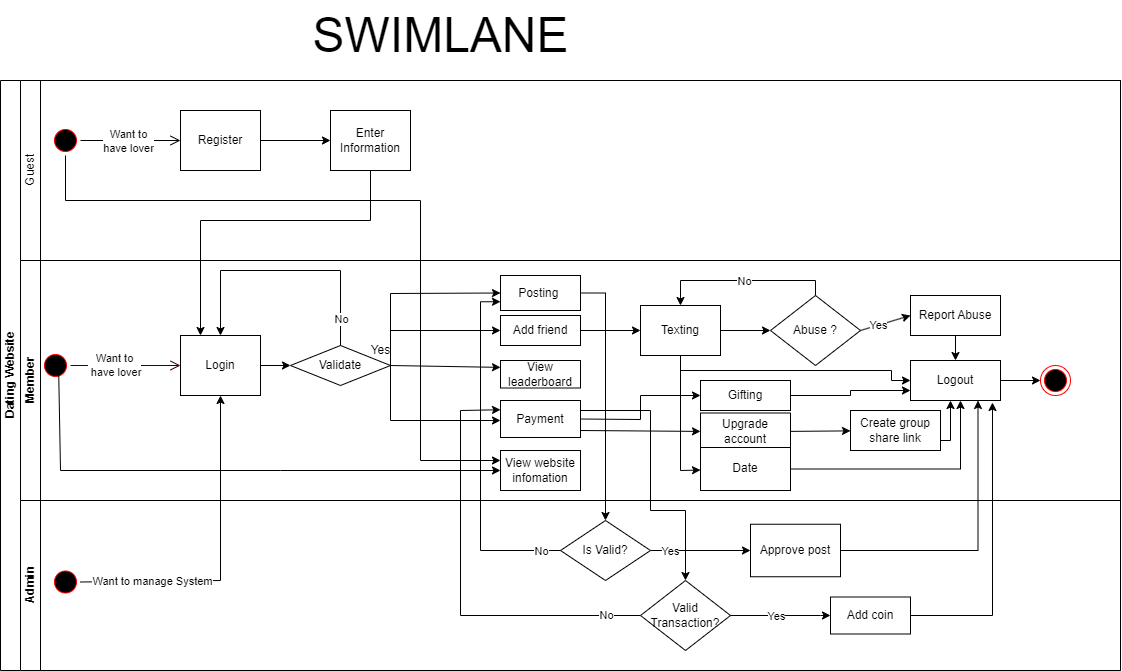 SWIMLANE
Dating Website
Guest
Want to
have lover
Register
Enter
Information
Member
Want to
have lover
Login
No
Validate
Yes
Posting
Add friend
View
leaderboard
Payment
View website
infomation
Texting
No
Abuse ?
Yes
Report Abuse
Logout
Gifting
Upgrade
account
Create group
share link
Date
Admin
Want to manage System
No
Is Valid?
Yes
Approve post
No
Valid
Transaction?
Yes
Add coin